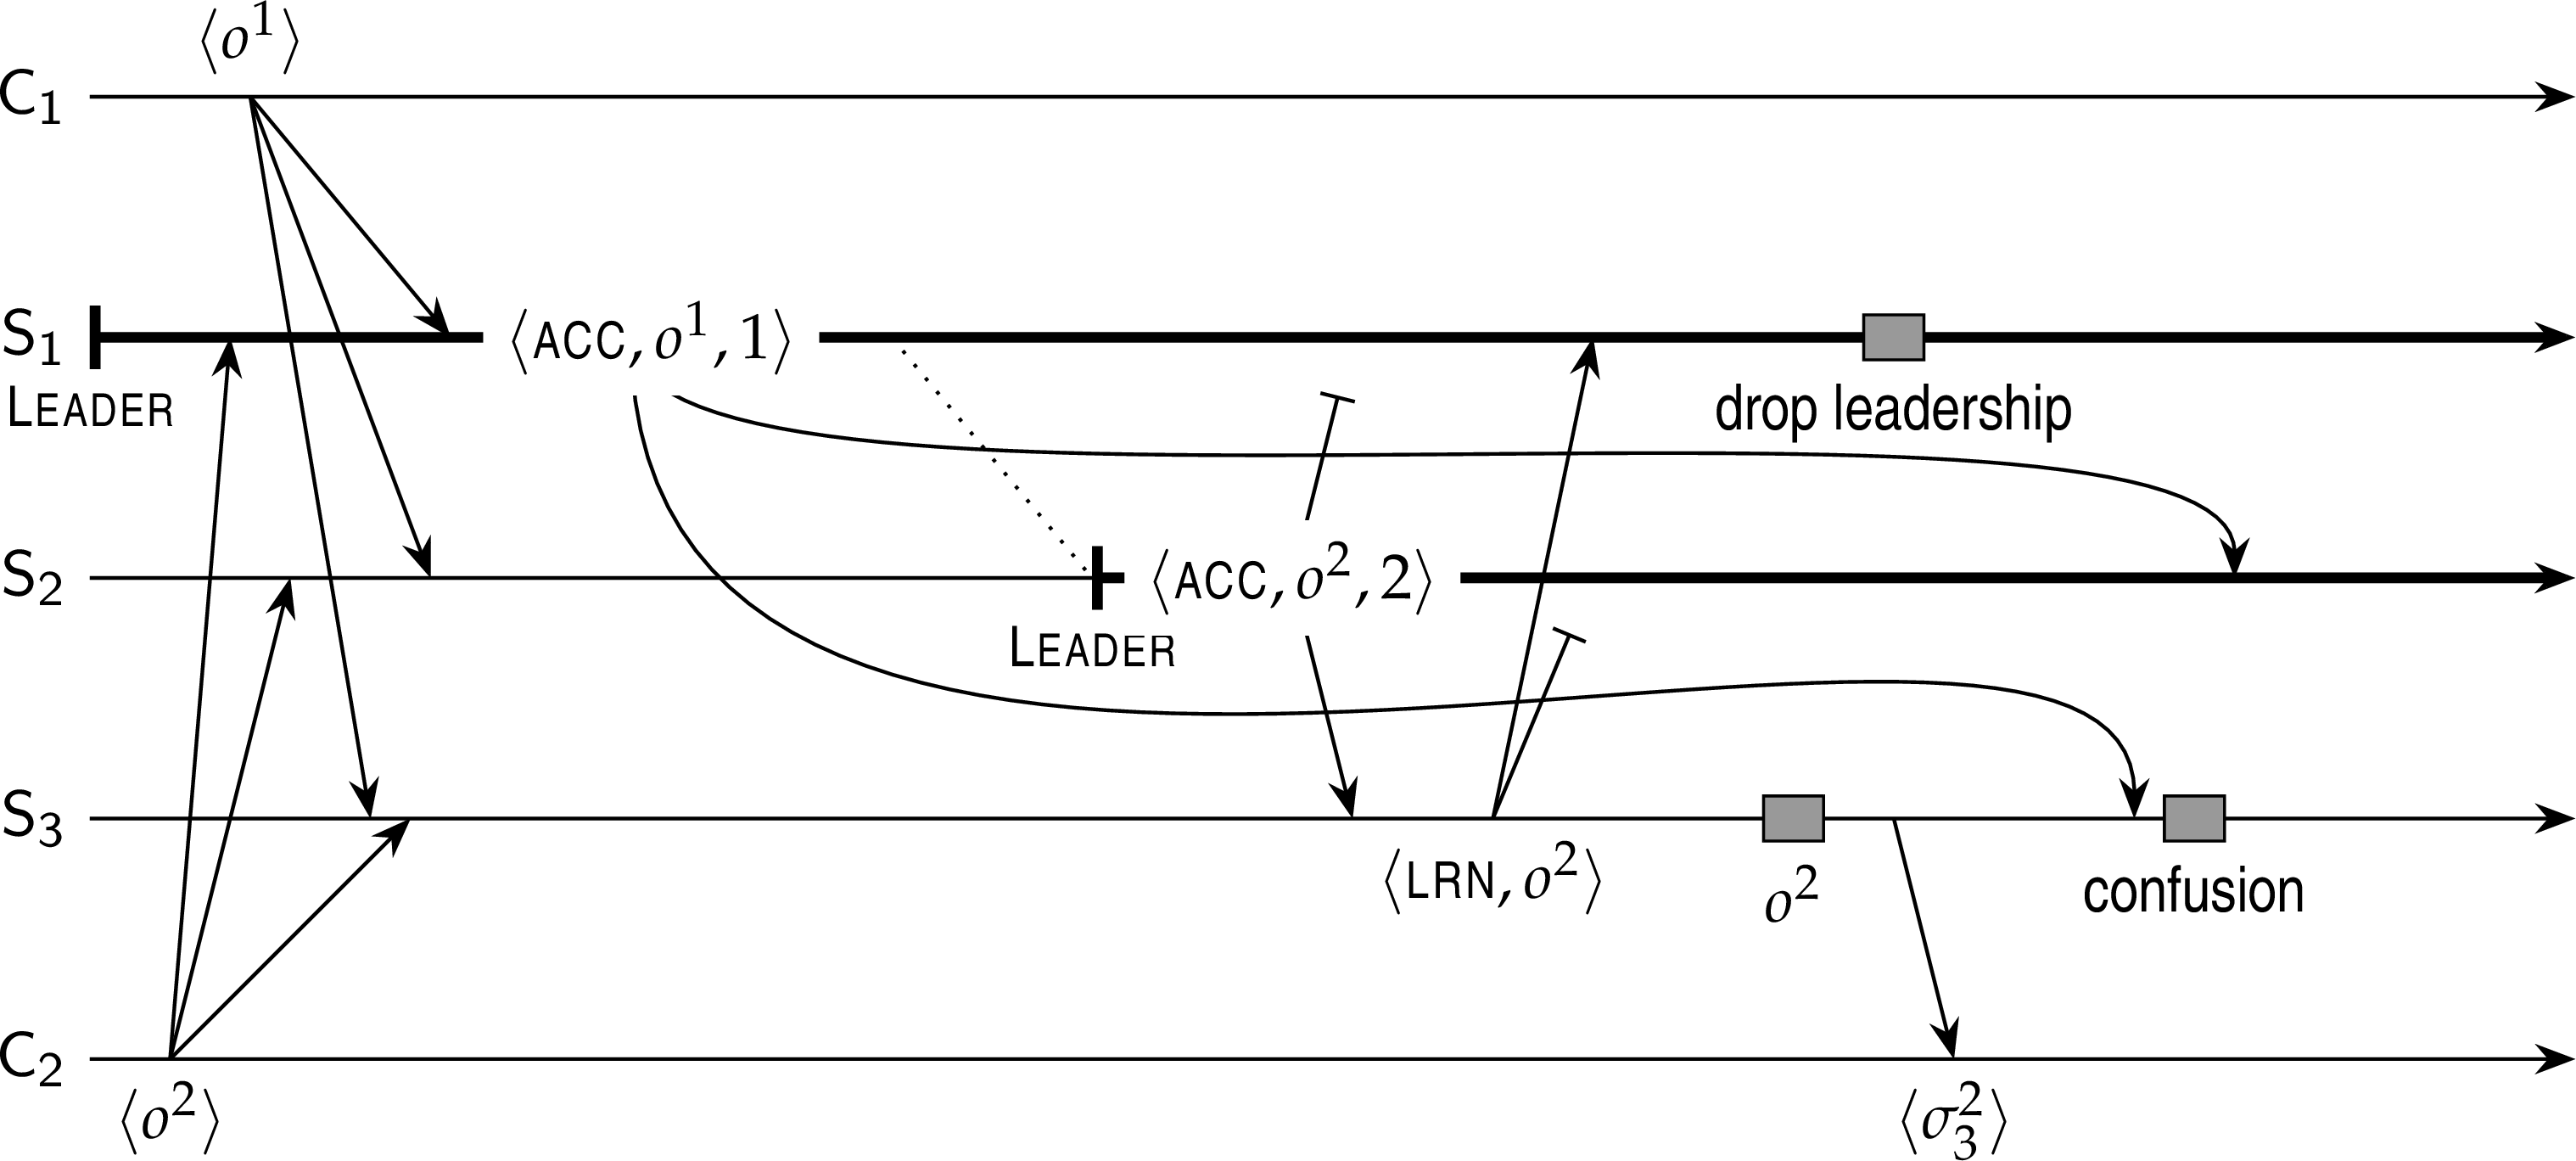 ⟨o¹⟩
C₁
S₁ ⟨ACC, o¹, 1⟩
LEADER
drop leadership
S₂ ⟨ACC, o², 2⟩
LEADER
S₃
⟨LRN, o²⟩ o² confusion
C₂
⟨o²⟩ ⟨σ₃²⟩